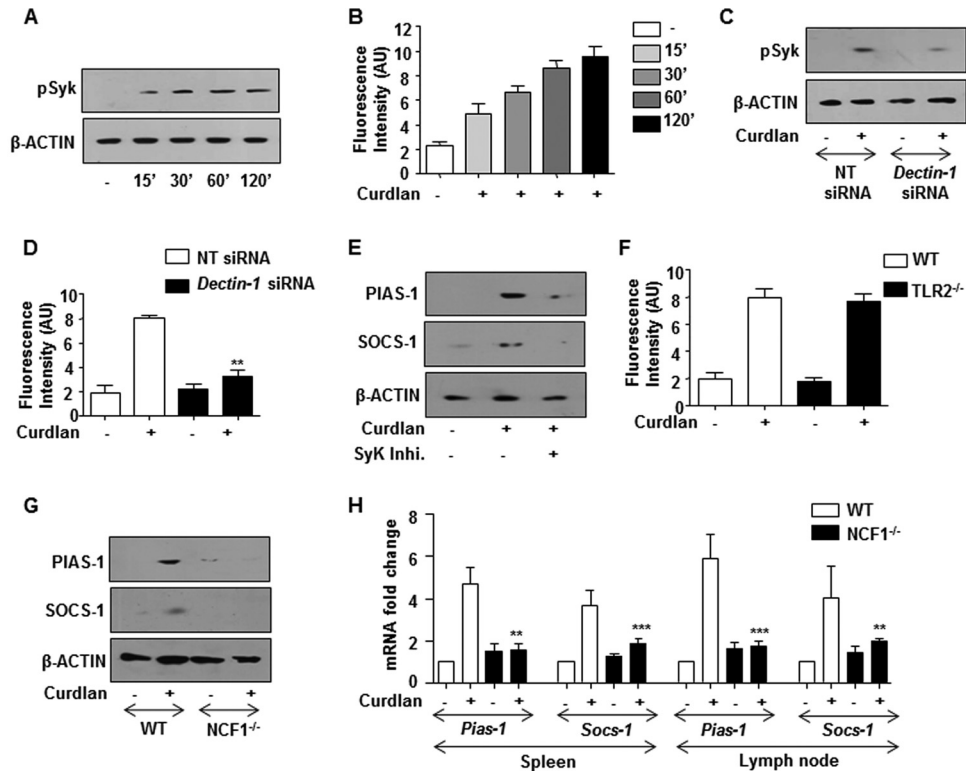 A
pSyk
β-ACTIN
- 15' 30' 60' 120'
B
Fluorescence
Intensity (AU)
12
10
8
6
4
2
0
Curdlan - + + + +
-
15'
30'
60'
120'
C
pSyk
β-ACTIN
Curdlan - + - +
NT siRNA
Dectin-1 siRNA
D
NT siRNA
Dectin-1 siRNA
Fluorescence
Intensity (AU)
10
8
6
4
2
0
**
Curdlan - + - +
E
PIAS-1
SOCS-1
β-ACTIN
Curdlan - + +
SyK Inhi. - - +
F
WT
TLR2-/-
Fluorescence
Intensity (AU)
10
8
6
4
2
0
Curdlan - + - +
G
PIAS-1
SOCS-1
β-ACTIN
Curdlan - + - +
WT NCF1-/-
H
WT
NCF1-/-
mRNA fold change
8
6
4
2
0
** *** *** **
Curdlan - + - + - + - + - + - + - + - +
Pias-1 Socs-1 Pias-1 Socs-1
Spleen Lymph node